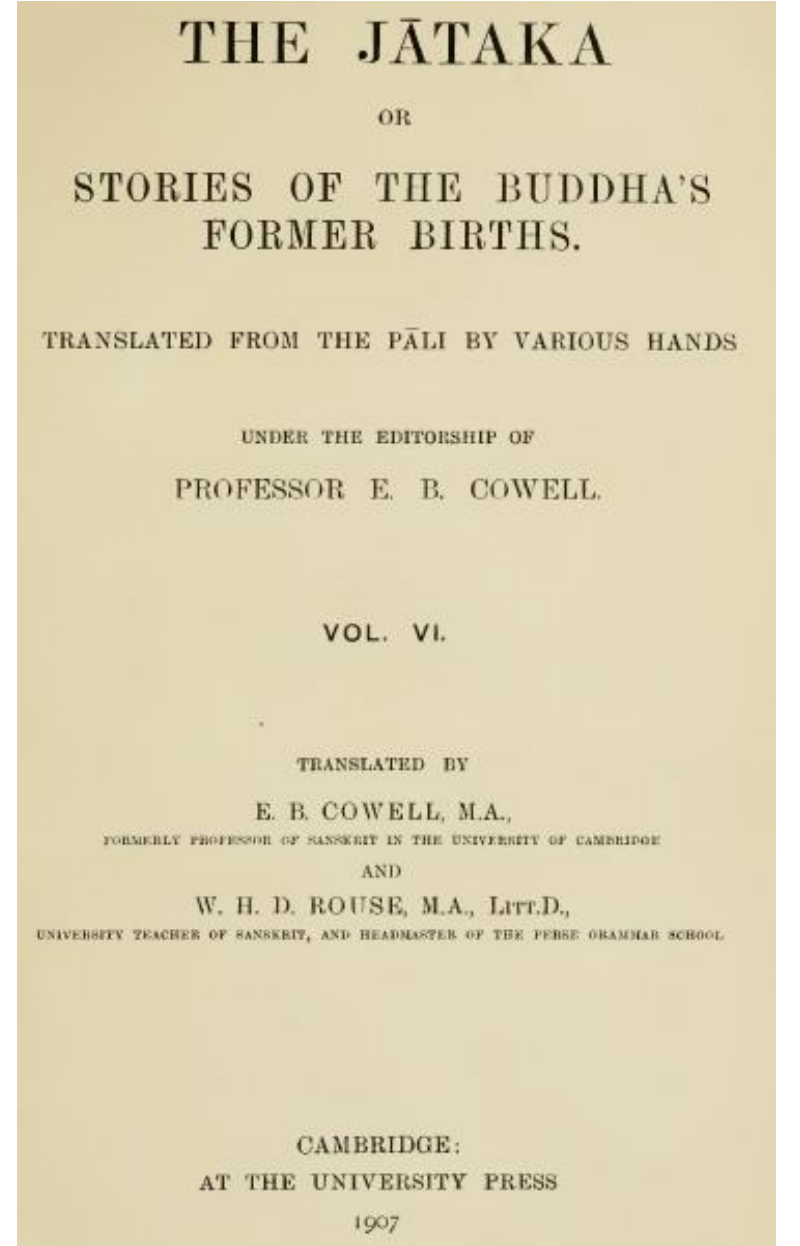 THE JĀTAKA
OR
STORIES OF THE BUDDHA'S
FORMER BIRTHS.
TRANSLATED FROM THE PĀLI BY VARIOUS HANDS
UNDER THE EDITORSHIP OF
PROFESSOR E. B. COWELL.
VOL. VI.
TRANSLATED BY
E. B. COWELL, M.A.,
FORMERLY PROFESSOR OF SANSKRIT IN THE UNIVERSITY OF CAMBRIDGE
AND
W. H. D. ROUSE, M.A., LITT.D.,
UNIVERSITY TEACHER OF SANSKRIT, AND HEADMASTER OF THE PERSE GRAMMAR SCHOOL
CAMBRIDGE:
AT THE UNIVERSITY PRESS
1907